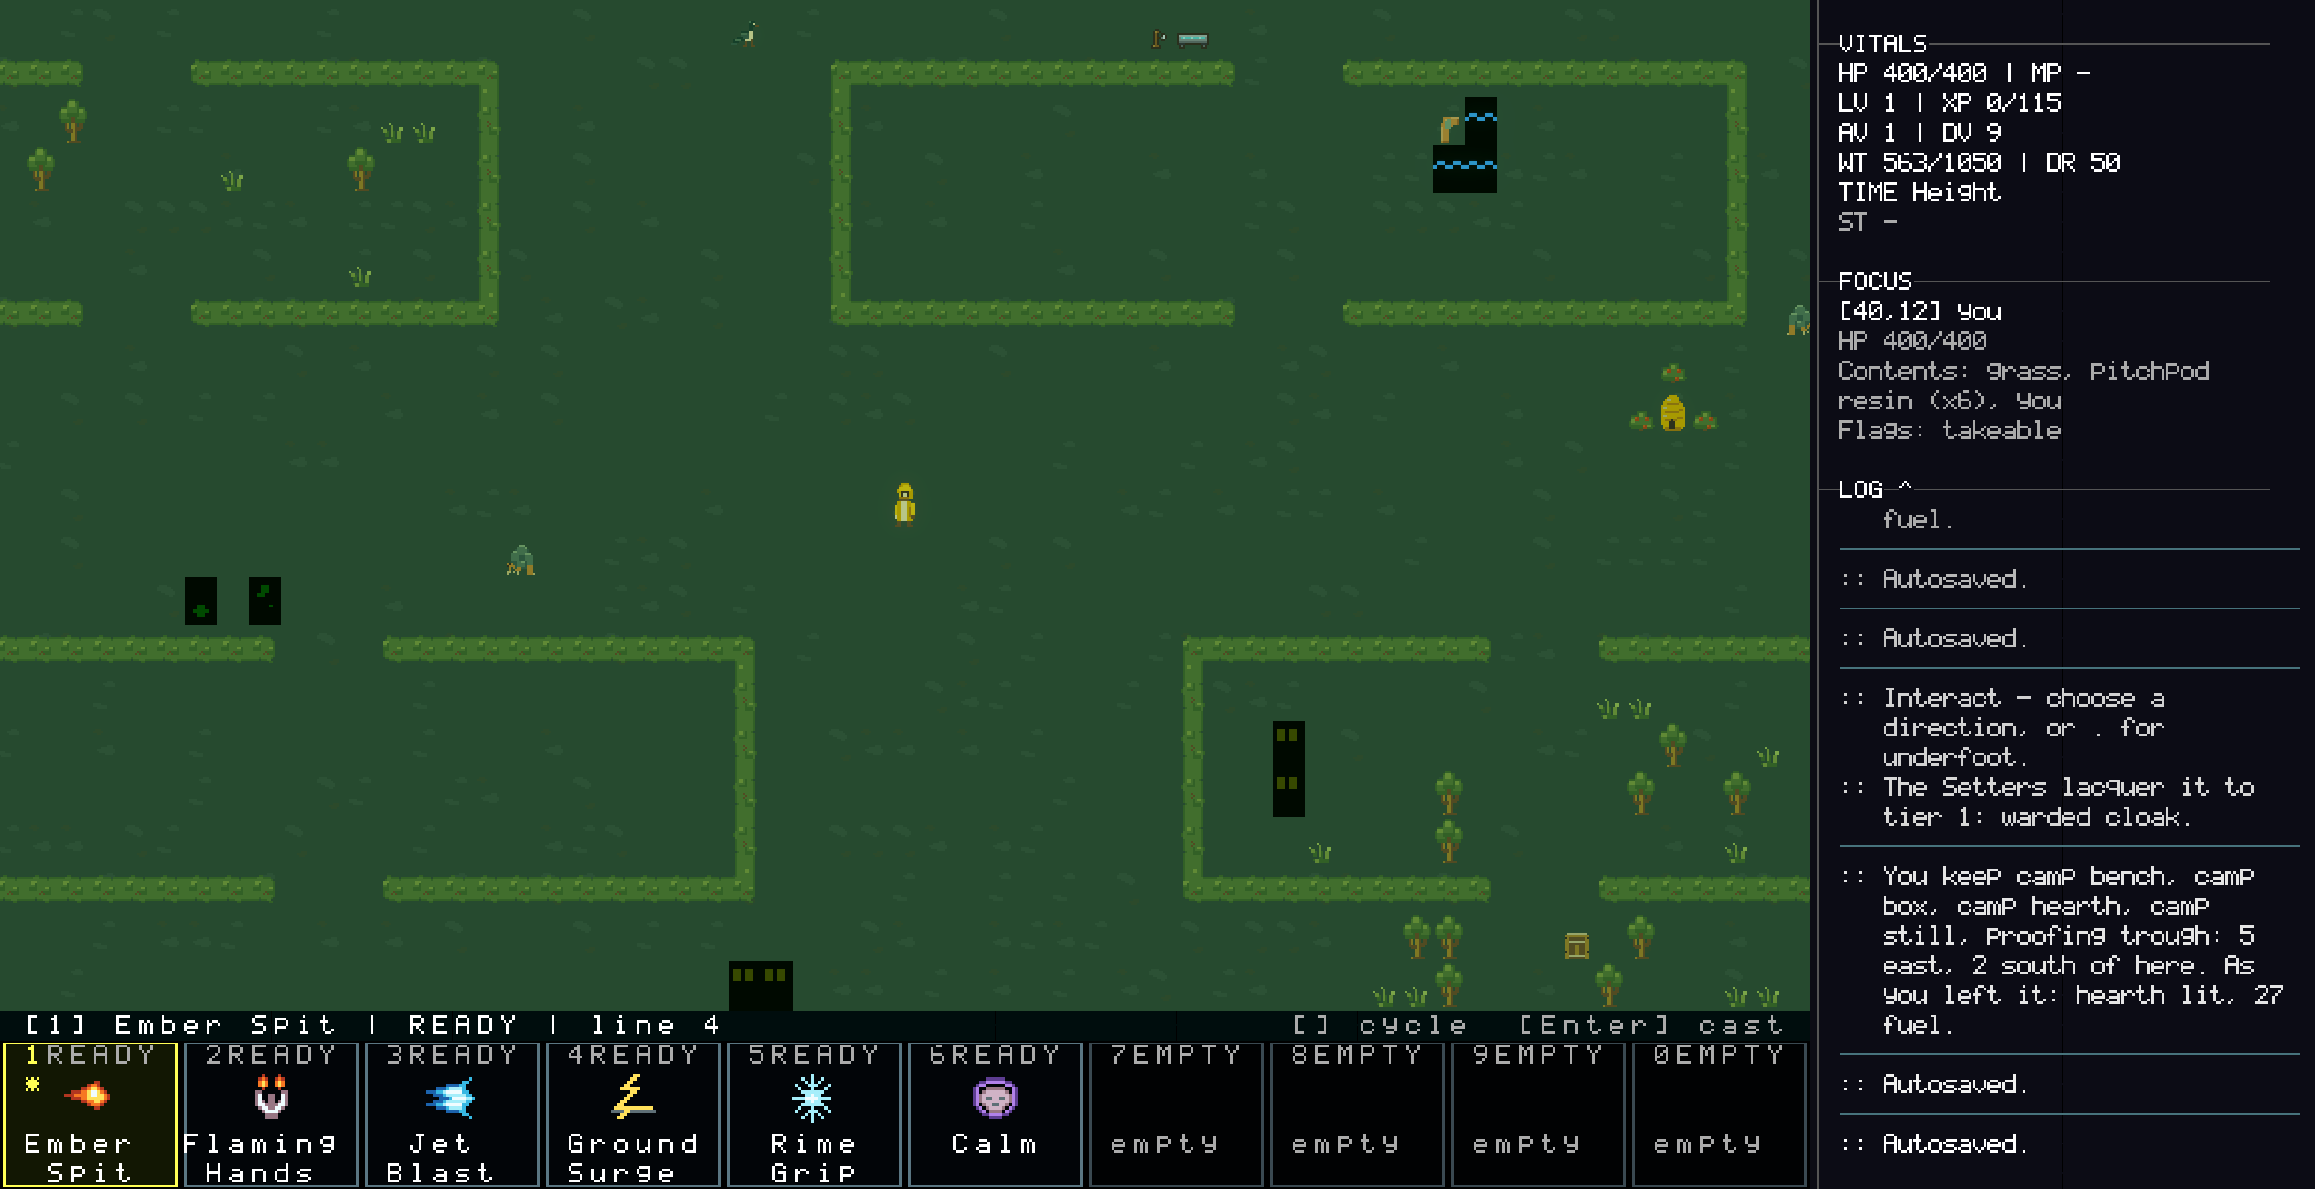 VITALS
HP 400/400 | MP -
LV 1 | XP 0/115
AV 1 | DV 9
WT 563/1050 | DR 50
TIME Height
ST -
FOCUS
[40,12] you
HP 400/400
Contents: grass, pitchpod
resin (x6), you
Flags: takeable
LOG ^
fuel.
:: Autosaved.
:: Autosaved.
:: Interact - choose a
direction, or . for
underfoot.
:: The Setters lacquer it to
tier 1: warded cloak.
:: You keep camp bench, camp
box, camp hearth, camp
still, proofing trough: 5
east, 2 south of here. As
you left it: hearth lit, 27
fuel.
:: Autosaved.
:: Autosaved.
[1] Ember Spit | READY | line 4
[] cycle [Enter] cast
1READY 2READY 3READY 4READY 5READY 6READY 7EMPTY 8EMPTY 9EMPTY 0EMPTY
Ember Flaming Jet Ground Rime Calm empty empty empty empty
Spit Hands Blast Surge Grip